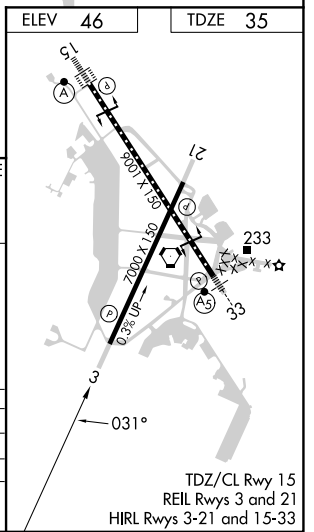 ELEV 46
TDZE 35
15
A
P
21
9001 X 150
P
7000 X 150
233
P
0.3% UP
P
A5
33
3
031°
TDZ/CL Rwy 15
REIL Rwys 3 and 21
HIRL Rwys 3-21 and 15-33